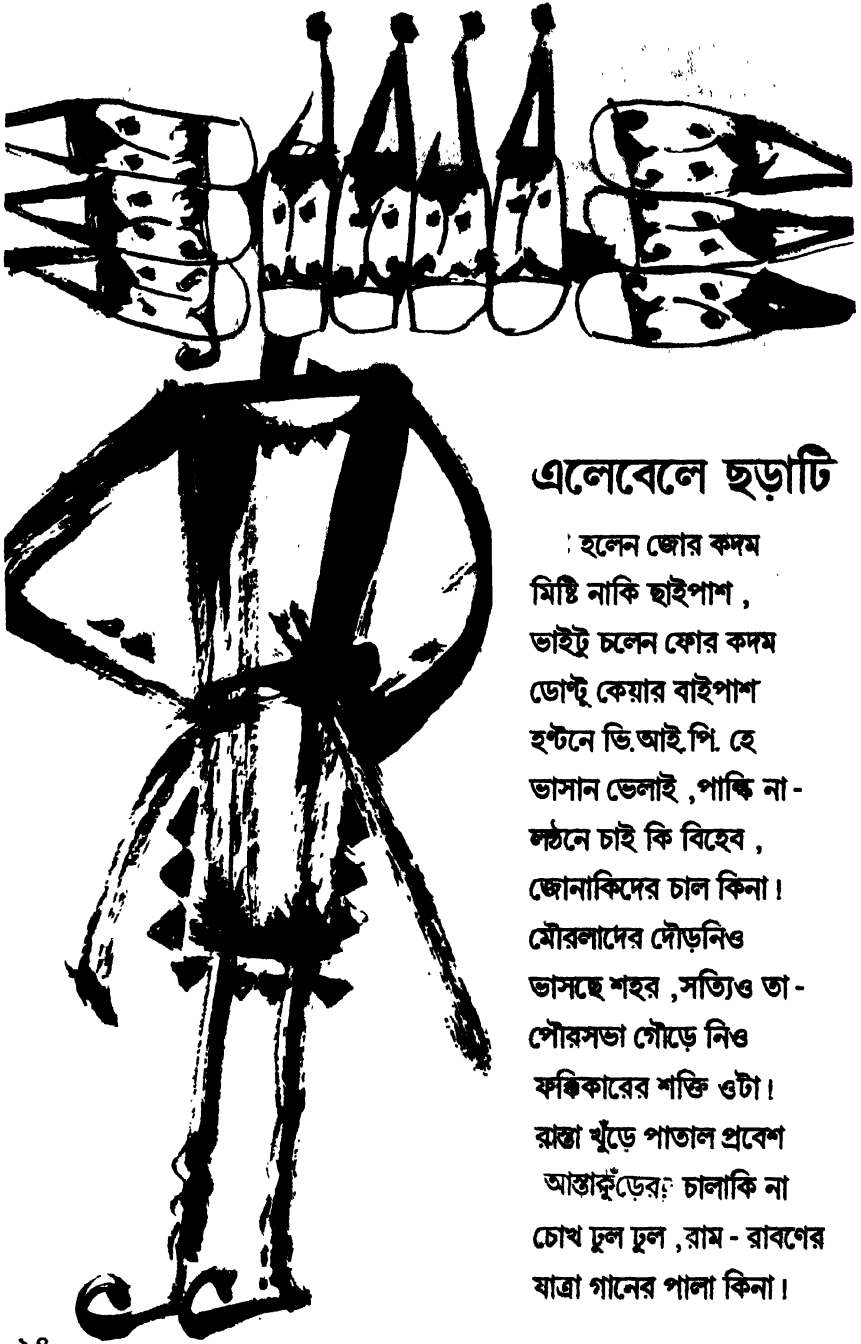 এলেবেলে ছড়াটি
হলেন জোর কদম
মিষ্টি নাকি ছাইপাশ ,
ভাইটু চলেন ফোর কদম
ডোন্টু কেয়ার বাইপাশ
হণ্টনে ভি.আই.পি. হে
ভাসান ভেলাই ,পাল্কি না -
লণ্ঠনে চাই কি বিহেব ,
জোনাকিদের চাল কিনা !
মৌরলাদের দৌড়নিও
ভাসছে শহর ,সত্যিও তা -
পৌরসভা গৌড়ে নিও
ফক্কিকারের শক্তি ওটা !
রাস্তা খুঁড়ে পাতাল প্রবেশ
আস্তাকুঁড়ের চালাকি না
চোখ ঢুল ঢুল ,রাম - রাবণের
যাত্রা গানের পালা কিনা !